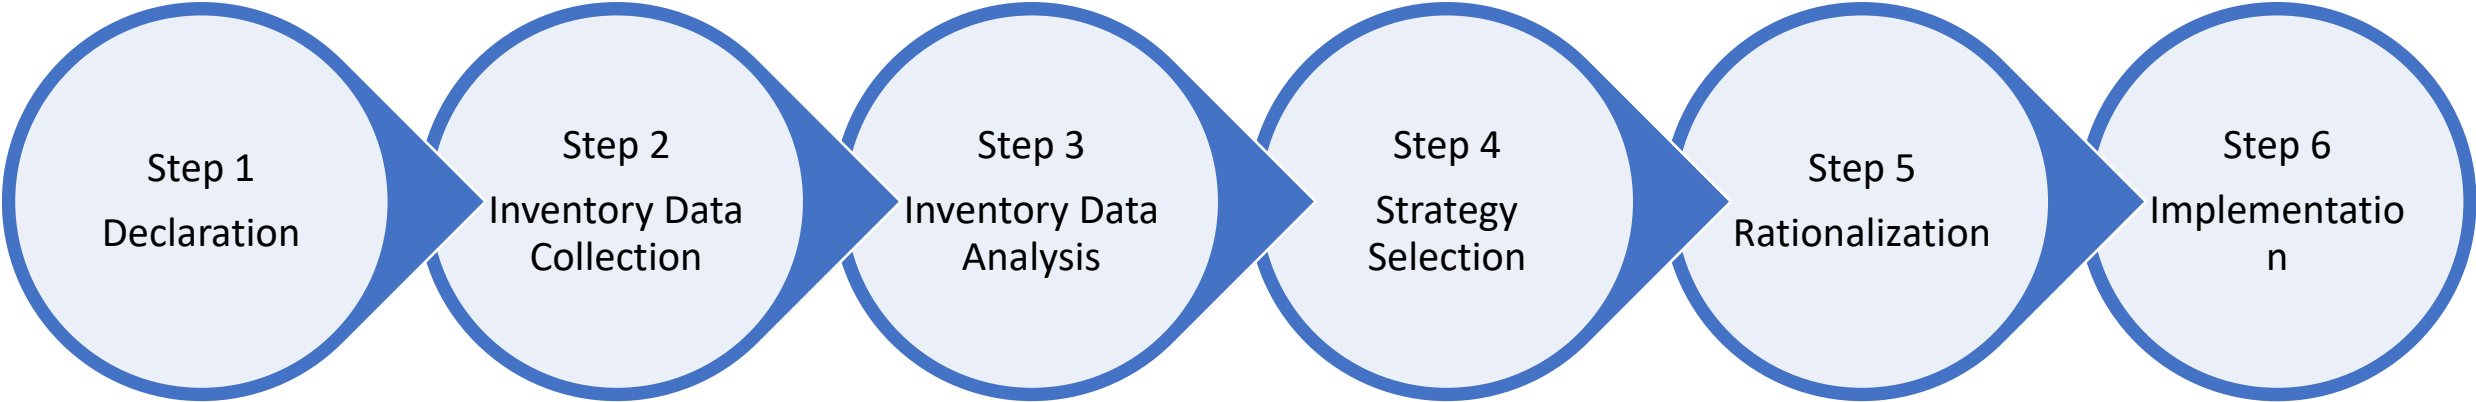 Step 1
Declaration
Step 2
Inventory Data
Collection
Step 3
Inventory Data
Analysis
Step 4
Strategy
Selection
Step 5
Rationalization
Step 6
Implementatio
n